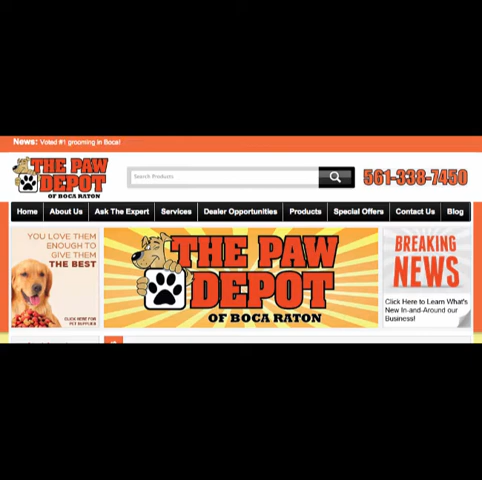 News: Voted #1 grooming in Boca!
THE PAW
DEPOT
OF BOCA RATON
Search Products
561-338-7450
Home About Us Ask The Expert Services Dealer Opportunities Products Special Offers Contact Us Blog
YOU LOVE THEM
ENOUGH TO
GIVE THEM
THE BEST
CLICK HERE FOR
PET SUPPLIES
THE PAW
DEPOT
OF BOCA RATON
BREAKING
NEWS
Click Here to Learn What's
New In-and-Around our
Business!